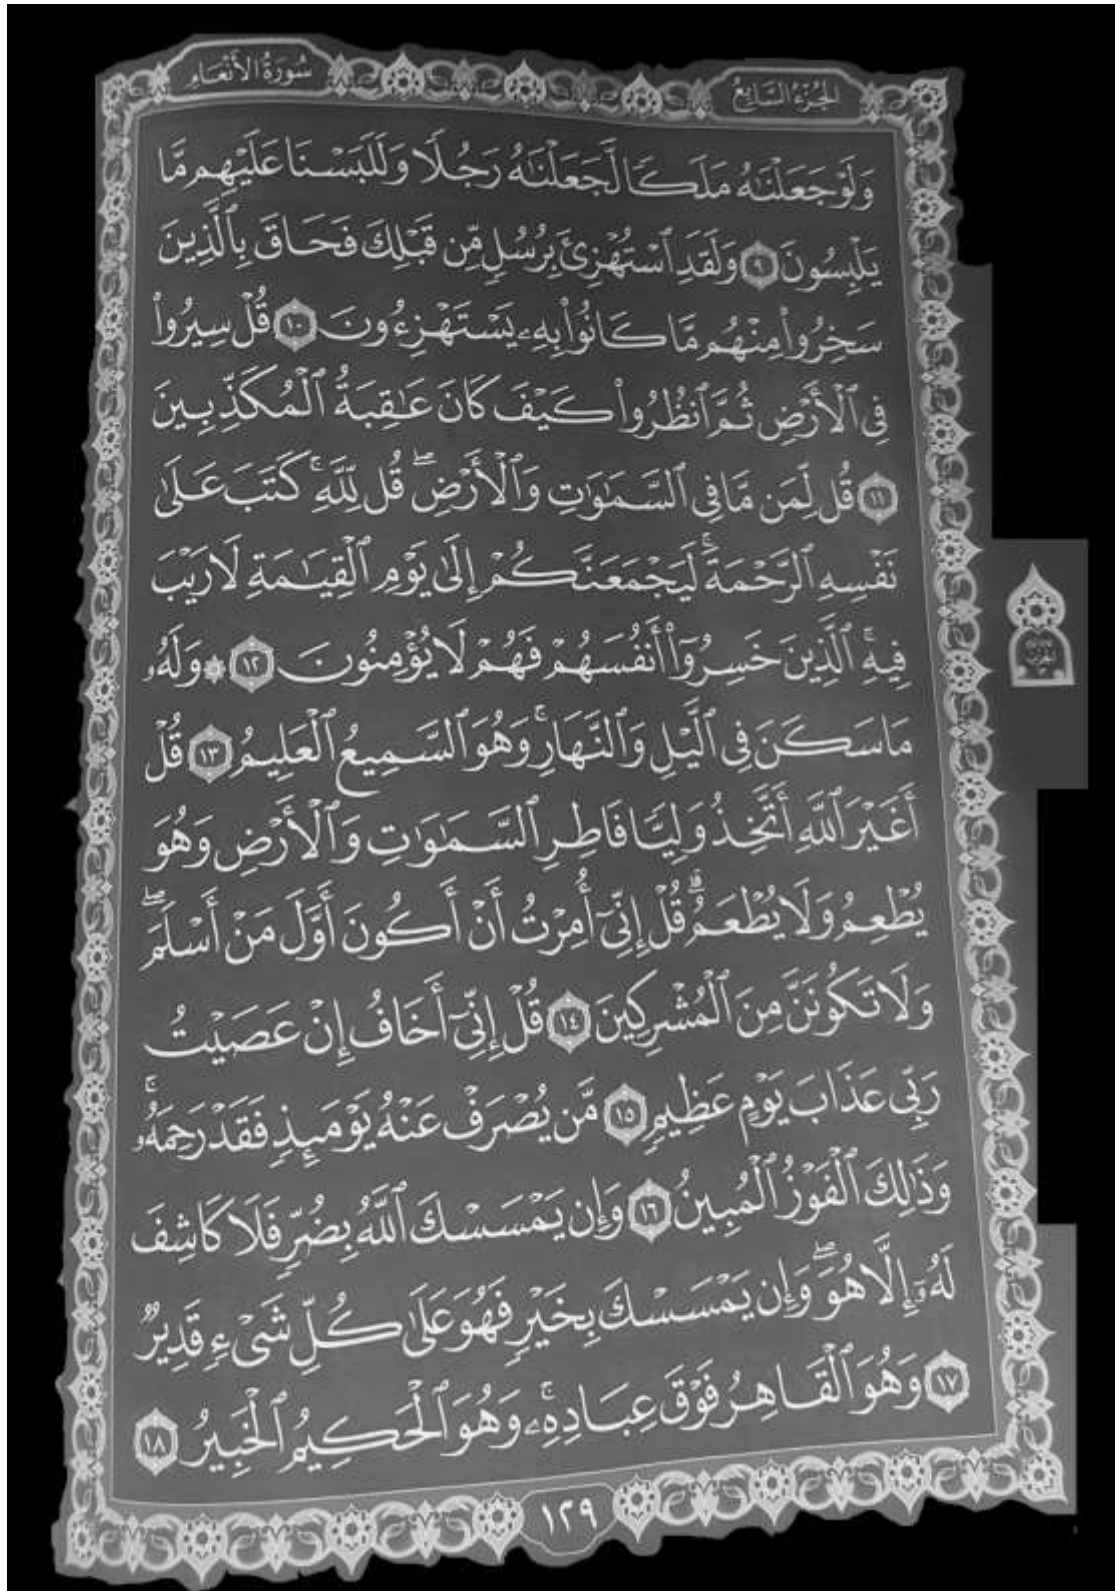 الجُزْءُ السَّابِعُ
سُورَةُ الأَنْعَام
وَلَوْ جَعَلْنَٰهُ مَلَكًا لَّجَعَلْنَٰهُ رَجُلًا وَلَلَبَسْنَا عَلَيْهِم مَّا
يَلْبِسُونَ ٩ وَلَقَدِ ٱسْتُهْزِئَ بِرُسُلٍ مِّن قَبْلِكَ فَحَاقَ بِٱلَّذِينَ
سَخِرُوا۟ مِنْهُم مَّا كَانُوا۟ بِهِۦ يَسْتَهْزِءُونَ ١٠ قُلْ سِيرُوا۟
فِى ٱلْأَرْضِ ثُمَّ ٱنظُرُوا۟ كَيْفَ كَانَ عَٰقِبَةُ ٱلْمُكَذِّبِينَ
١١ قُل لِّمَن مَّا فِى ٱلسَّمَٰوَٰتِ وَٱلْأَرْضِ ۖ قُل لِّلَّهِ ۚ كَتَبَ عَلَىٰ
نَفْسِهِ ٱلرَّحْمَةَ ۚ لَيَجْمَعَنَّكُمْ إِلَىٰ يَوْمِ ٱلْقِيَٰمَةِ لَا رَيْبَ
فِيهِ ۚ ٱلَّذِينَ خَسِرُوٓا۟ أَنفُسَهُمْ فَهُمْ لَا يُؤْمِنُونَ ١٢ ۞ وَلَهُۥ
مَا سَكَنَ فِى ٱلَّيْلِ وَٱلنَّهَارِ ۚ وَهُوَ ٱلسَّمِيعُ ٱلْعَلِيمُ ١٣ قُلْ
أَغَيْرَ ٱللَّهِ أَتَّخِذُ وَلِيًّا فَاطِرِ ٱلسَّمَٰوَٰتِ وَٱلْأَرْضِ وَهُوَ
يُطْعِمُ وَلَا يُطْعَمُ ۗ قُلْ إِنِّىٓ أُمِرْتُ أَنْ أَكُونَ أَوَّلَ مَنْ أَسْلَمَ ۖ
وَلَا تَكُونَنَّ مِنَ ٱلْمُشْرِكِينَ ١٤ قُلْ إِنِّىٓ أَخَافُ إِنْ عَصَيْتُ
رَبِّى عَذَابَ يَوْمٍ عَظِيمٍ ١٥ مَّن يُصْرَفْ عَنْهُ يَوْمَئِذٍ فَقَدْ رَحِمَهُۥ ۚ
وَذَٰلِكَ ٱلْفَوْزُ ٱلْمُبِينُ ١٦ وَإِن يَمْسَسْكَ ٱللَّهُ بِضُرٍّ فَلَا كَاشِفَ
لَهُۥٓ إِلَّا هُوَ ۖ وَإِن يَمْسَسْكَ بِخَيْرٍ فَهُوَ عَلَىٰ كُلِّ شَىْءٍ قَدِيرٌ
١٧ وَهُوَ ٱلْقَاهِرُ فَوْقَ عِبَادِهِۦ ۚ وَهُوَ ٱلْحَكِيمُ ٱلْخَبِيرُ ١٨
١٢٩